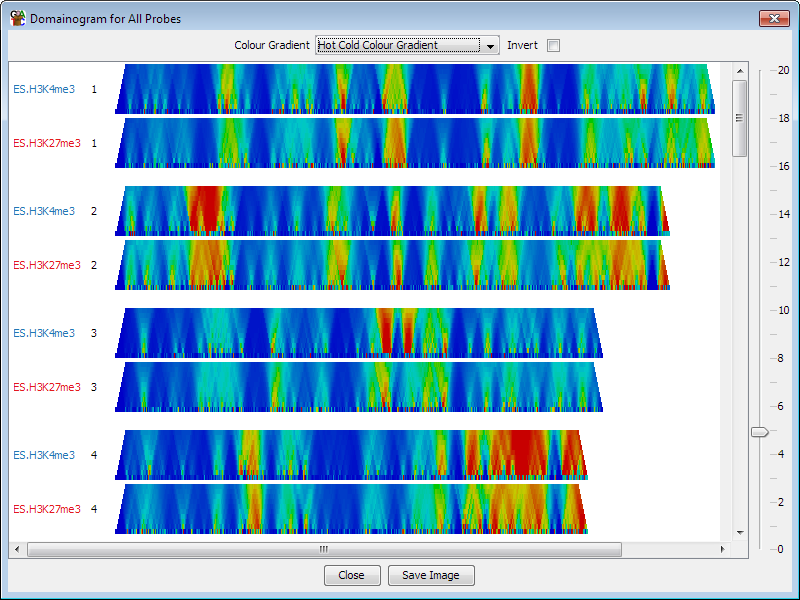 Domainogram for All Probes
Colour Gradient Hot Cold Colour Gradient Invert
ES.H3K4me3 1
ES.H3K27me3 1
ES.H3K4me3 2
ES.H3K27me3 2
ES.H3K4me3 3
ES.H3K27me3 3
ES.H3K4me3 4
ES.H3K27me3 4
20
18
16
14
12
10
8
6
4
2
0
Close Save Image